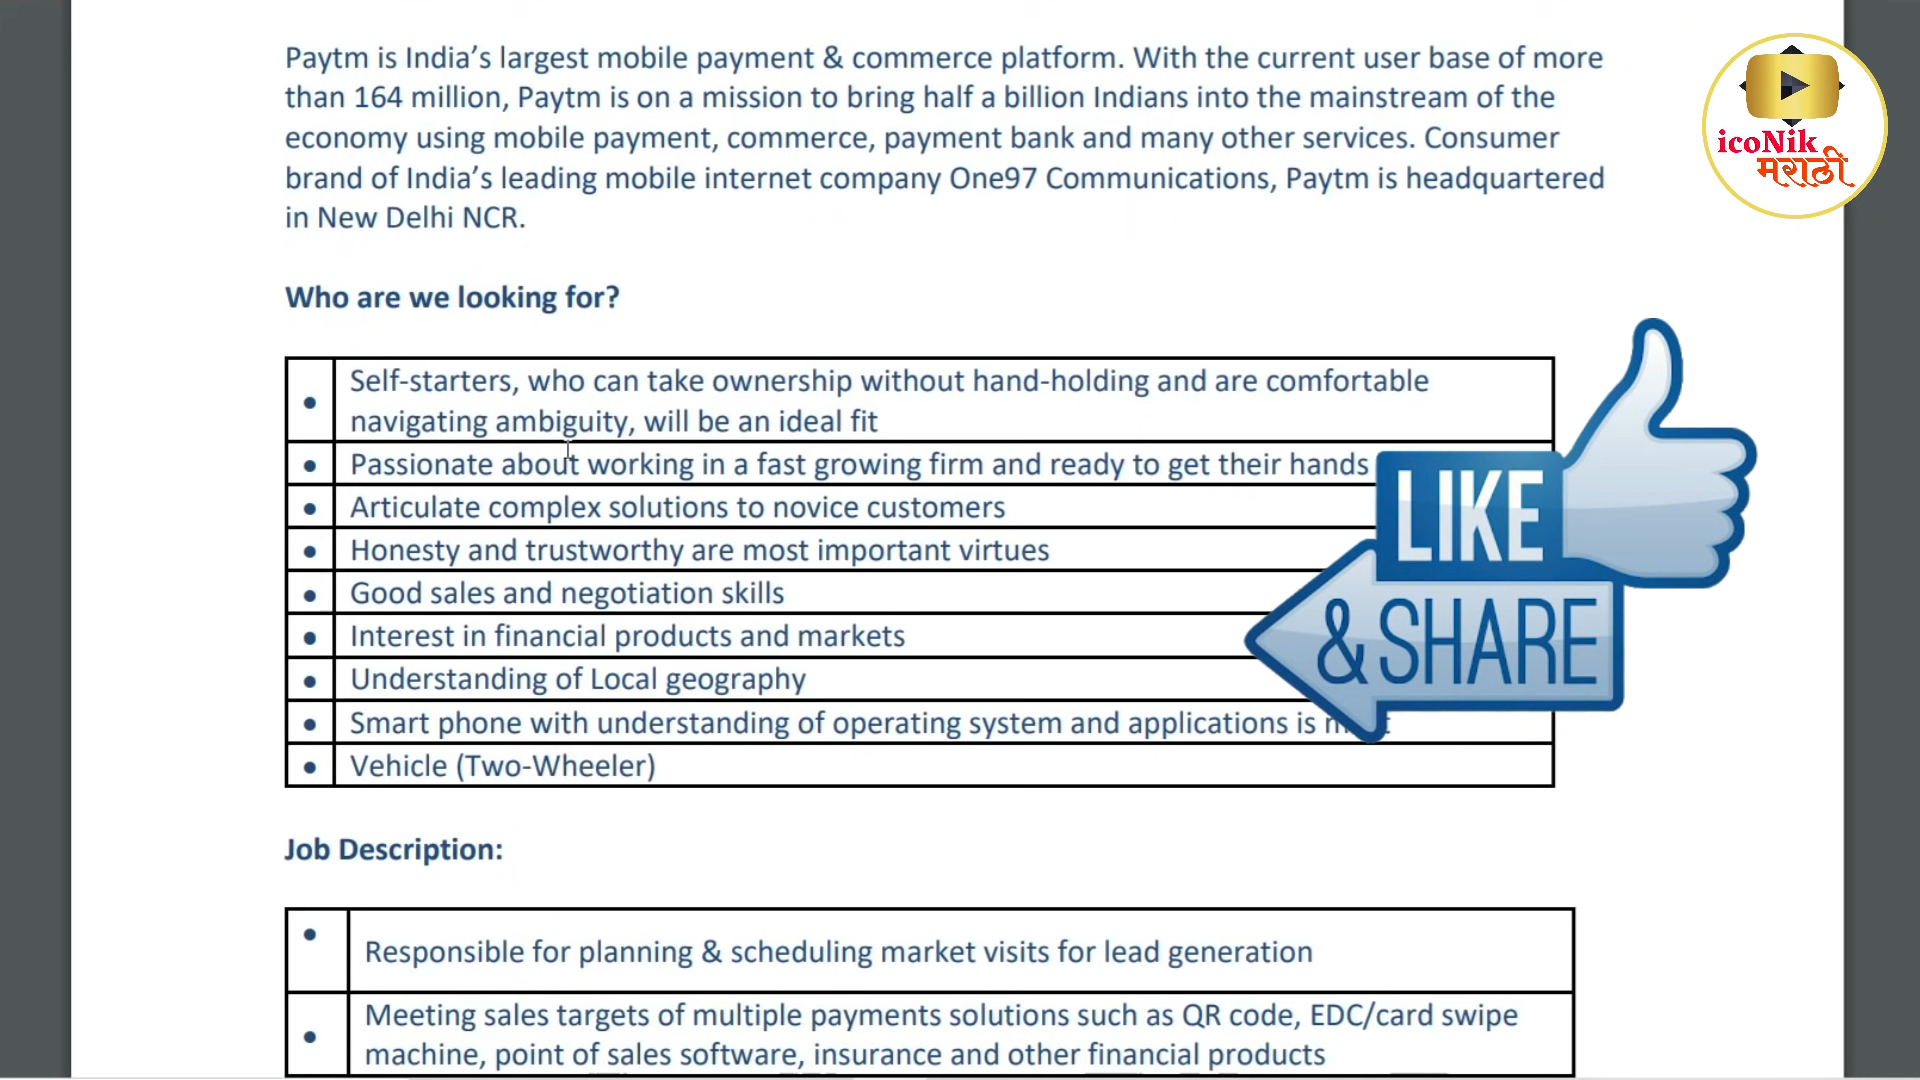 Paytm is India’s largest mobile payment & commerce platform. With the current user base of more
than 164 million, Paytm is on a mission to bring half a billion Indians into the mainstream of the
economy using mobile payment, commerce, payment bank and many other services. Consumer
brand of India’s leading mobile internet company One97 Communications, Paytm is headquartered
in New Delhi NCR.
icoNik
मराठी
Who are we looking for?
• Self-starters, who can take ownership without hand-holding and are comfortable
navigating ambiguity, will be an ideal fit
• Passionate about working in a fast growing firm and ready to get their hands
• Articulate complex solutions to novice customers
• Honesty and trustworthy are most important virtues
• Good sales and negotiation skills
• Interest in financial products and markets
• Understanding of Local geography
• Smart phone with understanding of operating system and applications is
• Vehicle (Two-Wheeler)
LIKE
& SHARE
Job Description:
• Responsible for planning & scheduling market visits for lead generation
• Meeting sales targets of multiple payments solutions such as QR code, EDC/card swipe
machine, point of sales software, insurance and other financial products